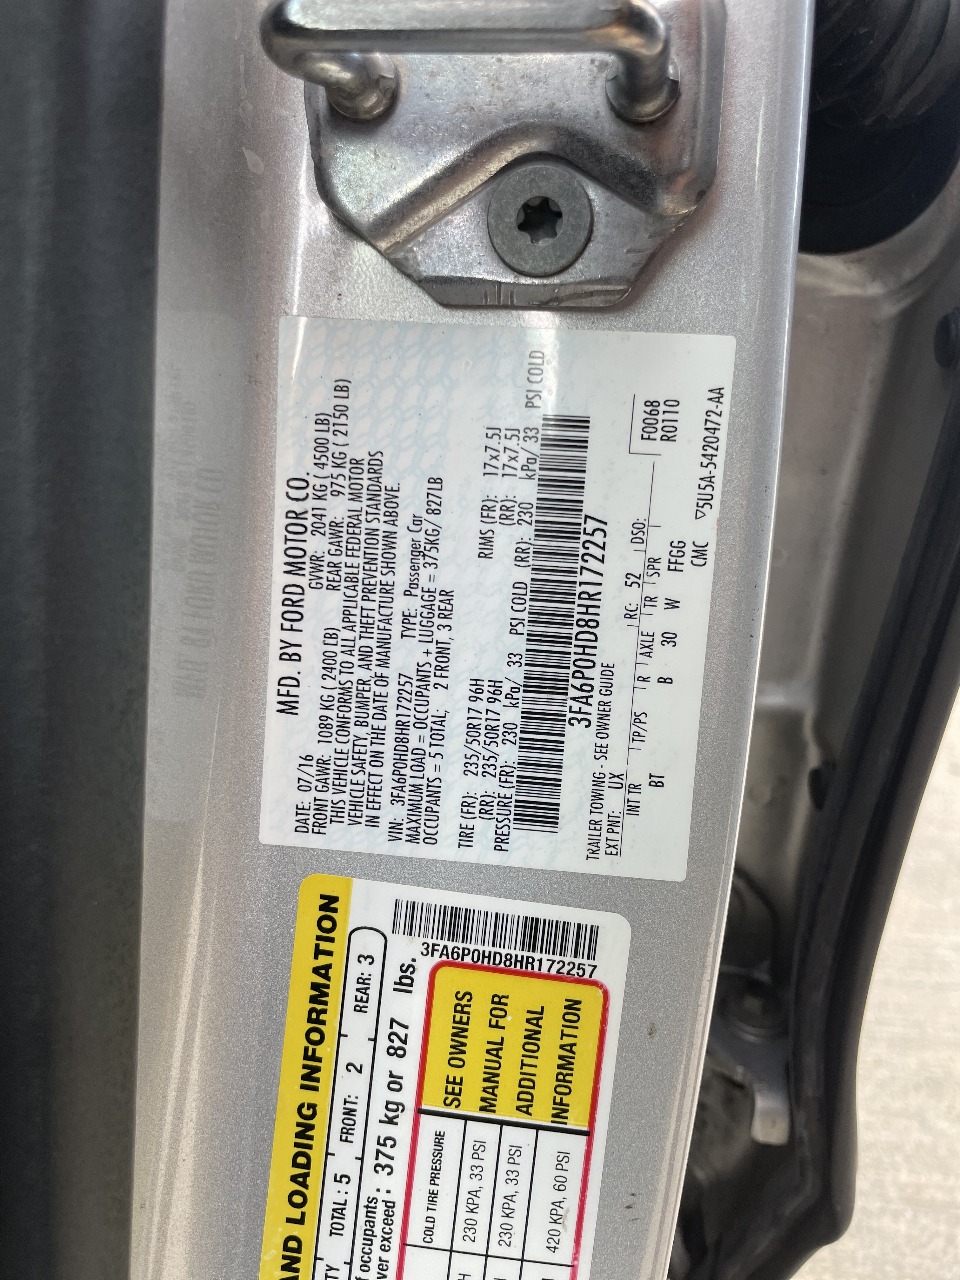 MFD. BY FORD MOTOR CO.
DATE: 07/16 GVWR: 2041 KG ( 4500 LB)
FRONT GAWR: 1089 KG ( 2400 LB) REAR GAWR: 975 KG ( 2150 LB)
THIS VEHICLE CONFORMS TO ALL APPLICABLE FEDERAL MOTOR
VEHICLE SAFETY, BUMPER, AND THEFT PREVENTION STANDARDS
IN EFFECT ON THE DATE OF MANUFACTURE SHOWN ABOVE.
VIN: 3FA6P0HD8HR172257 TYPE: Passenger Car
MAXIMUM LOAD = OCCUPANTS + LUGGAGE = 375KG/ 827LB
OCCUPANTS = 5 TOTAL; 2 FRONT, 3 REAR
TIRE (FR): 235/50R17 96H RIMS (FR): 17x7.5J
(RR): 235/50R17 96H (RR): 17x7.5J
PRESSURE (FR): 230 kPa/ 33 PSI COLD (RR): 230 kPa/ 33 PSI COLD
3FA6P0HD8HR172257
TRAILER TOWING - SEE OWNER GUIDE
EXT PNT: UX RC: 52 DSO: F0068
INT TR TP/PS R AXLE TR SPR R0110
BT B 30 W FFGG
CMC ▽5U5A-5420472-AA
AND LOADING INFORMATION
TOTAL: 5 FRONT: 2 REAR: 3
f occupants
ver exceed : 375 kg or 827 lbs.
3FA6P0HD8HR172257
COLD TIRE PRESSURE
230 KPA, 33 PSI
230 KPA, 33 PSI
420 KPA, 60 PSI
SEE OWNERS
MANUAL FOR
ADDITIONAL
INFORMATION